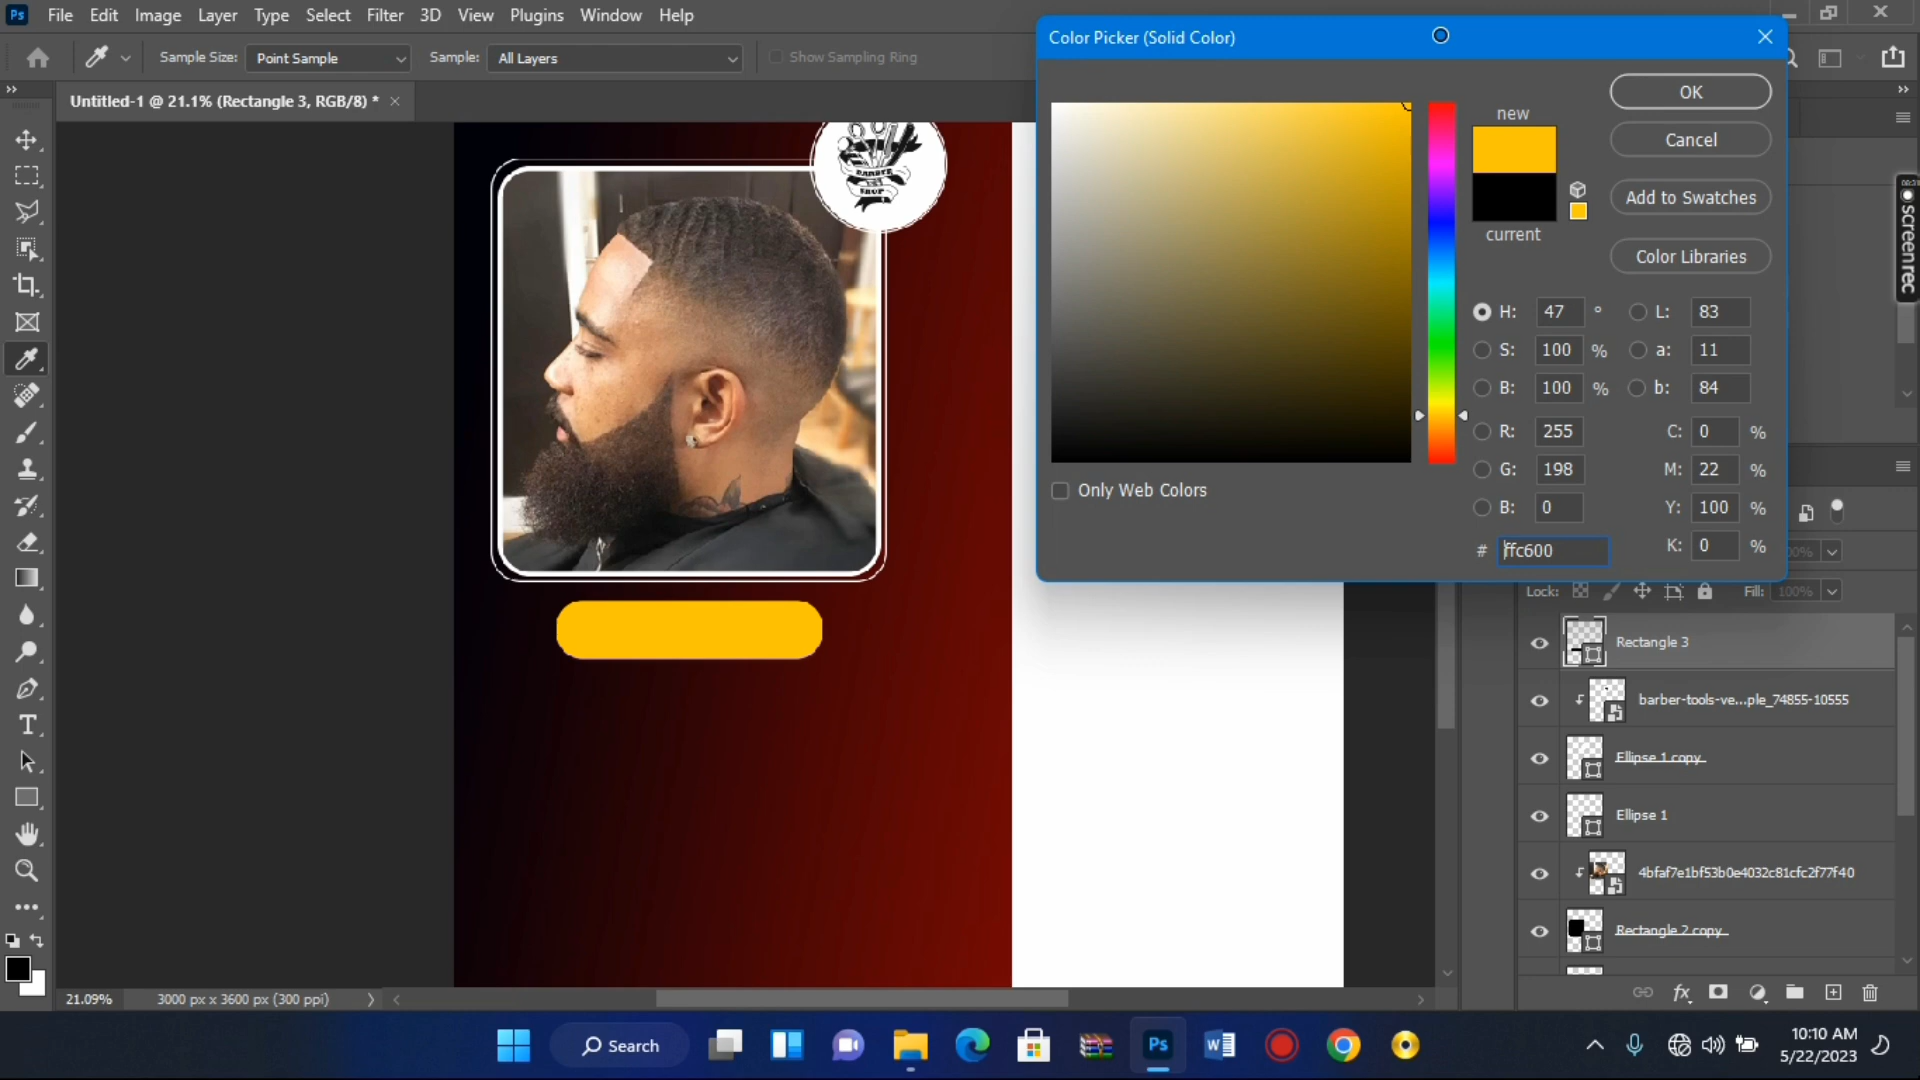 Ps File Edit Image Layer Type Select Filter 3D View Plugins Window Help
Sample Size: Point Sample Sample: All Layers Show Sampling Ring
Untitled-1 @ 21.1% (Rectangle 3, RGB/8) *
BARBER
SHOP
Color Picker (Solid Color)
new
current
OK
Cancel
Add to Swatches
Color Libraries
H: 47 ° L: 83
S: 100 % a: 11
B: 100 % b: 84
R: 255 C: 0 %
G: 198 M: 22 %
B: 0 Y: 100 %
# ffc600 K: 0 %
Only Web Colors
screenrec
Lock: Fill: 100%
Rectangle 3
barber-tools-ve...ple_74855-10555
Ellipse 1 copy
Ellipse 1
4bfaf7e1bf53b0e4032c81cfc2f77f40
Rectangle 2 copy
fx
21.09% 3000 px x 3600 px (300 ppi)
Search
Ps
W
10:10 AM
5/22/2023